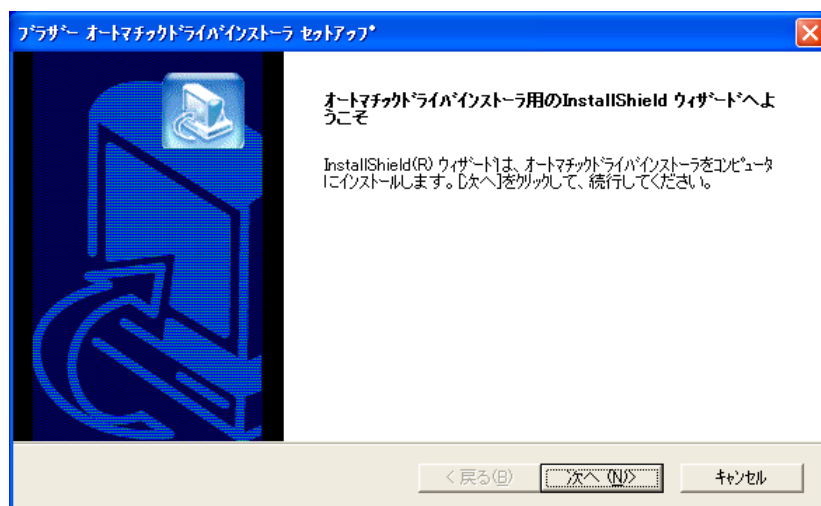 ブラザー オートマチックドライバインストーラ セットアップ
オートマチックドライバインストーラ用のInstallShield ウィザードへよ
うこそ
InstallShield(R) ウィザードは、オートマチックドライバインストーラをコンピュータ
にインストールします。[次へ]をクリックして、続行してください。
< 戻る(B)
次へ (N)>
キャンセル